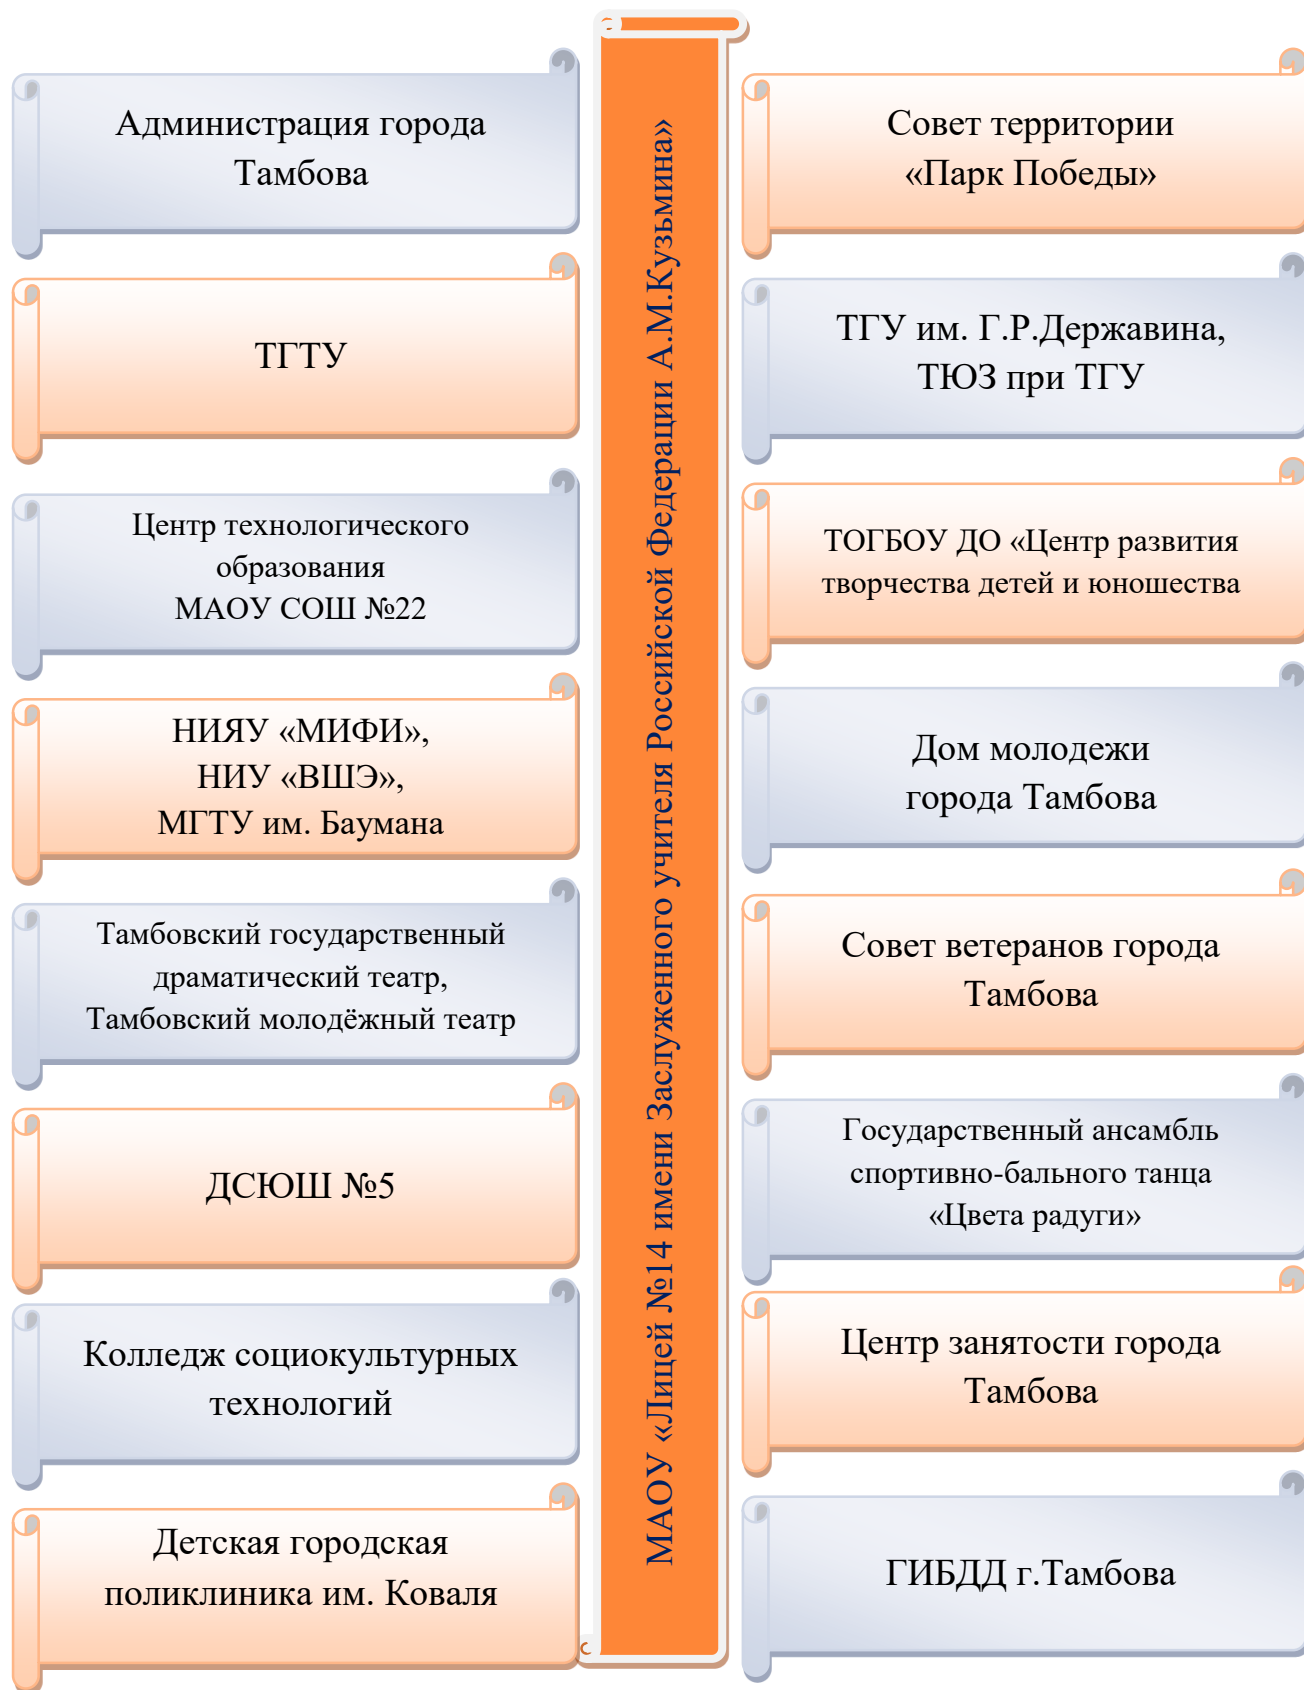 Администрация города
Тамбова
ТГТУ
Центр технологического
образования
МАОУ СОШ №22
НИЯУ «МИФИ»,
НИУ «ВШЭ»,
МГТУ им. Баумана
Тамбовский государственный
драматический театр,
Тамбовский молодёжный театр
ДСЮШ №5
Колледж социокультурных
технологий
Детская городская
поликлиника им. Коваля
МАОУ «Лицей №14 имени Заслуженного учителя Российской Федерации А.М.Кузьмина»
Совет территории
«Парк Победы»
ТГУ им. Г.Р.Державина,
ТЮЗ при ТГУ
ТОГБОУ ДО «Центр развития
творчества детей и юношества
Дом молодежи
города Тамбова
Совет ветеранов города
Тамбова
Государственный ансамбль
спортивно-бального танца
«Цвета радуги»
Центр занятости города
Тамбова
ГИБДД г.Тамбова